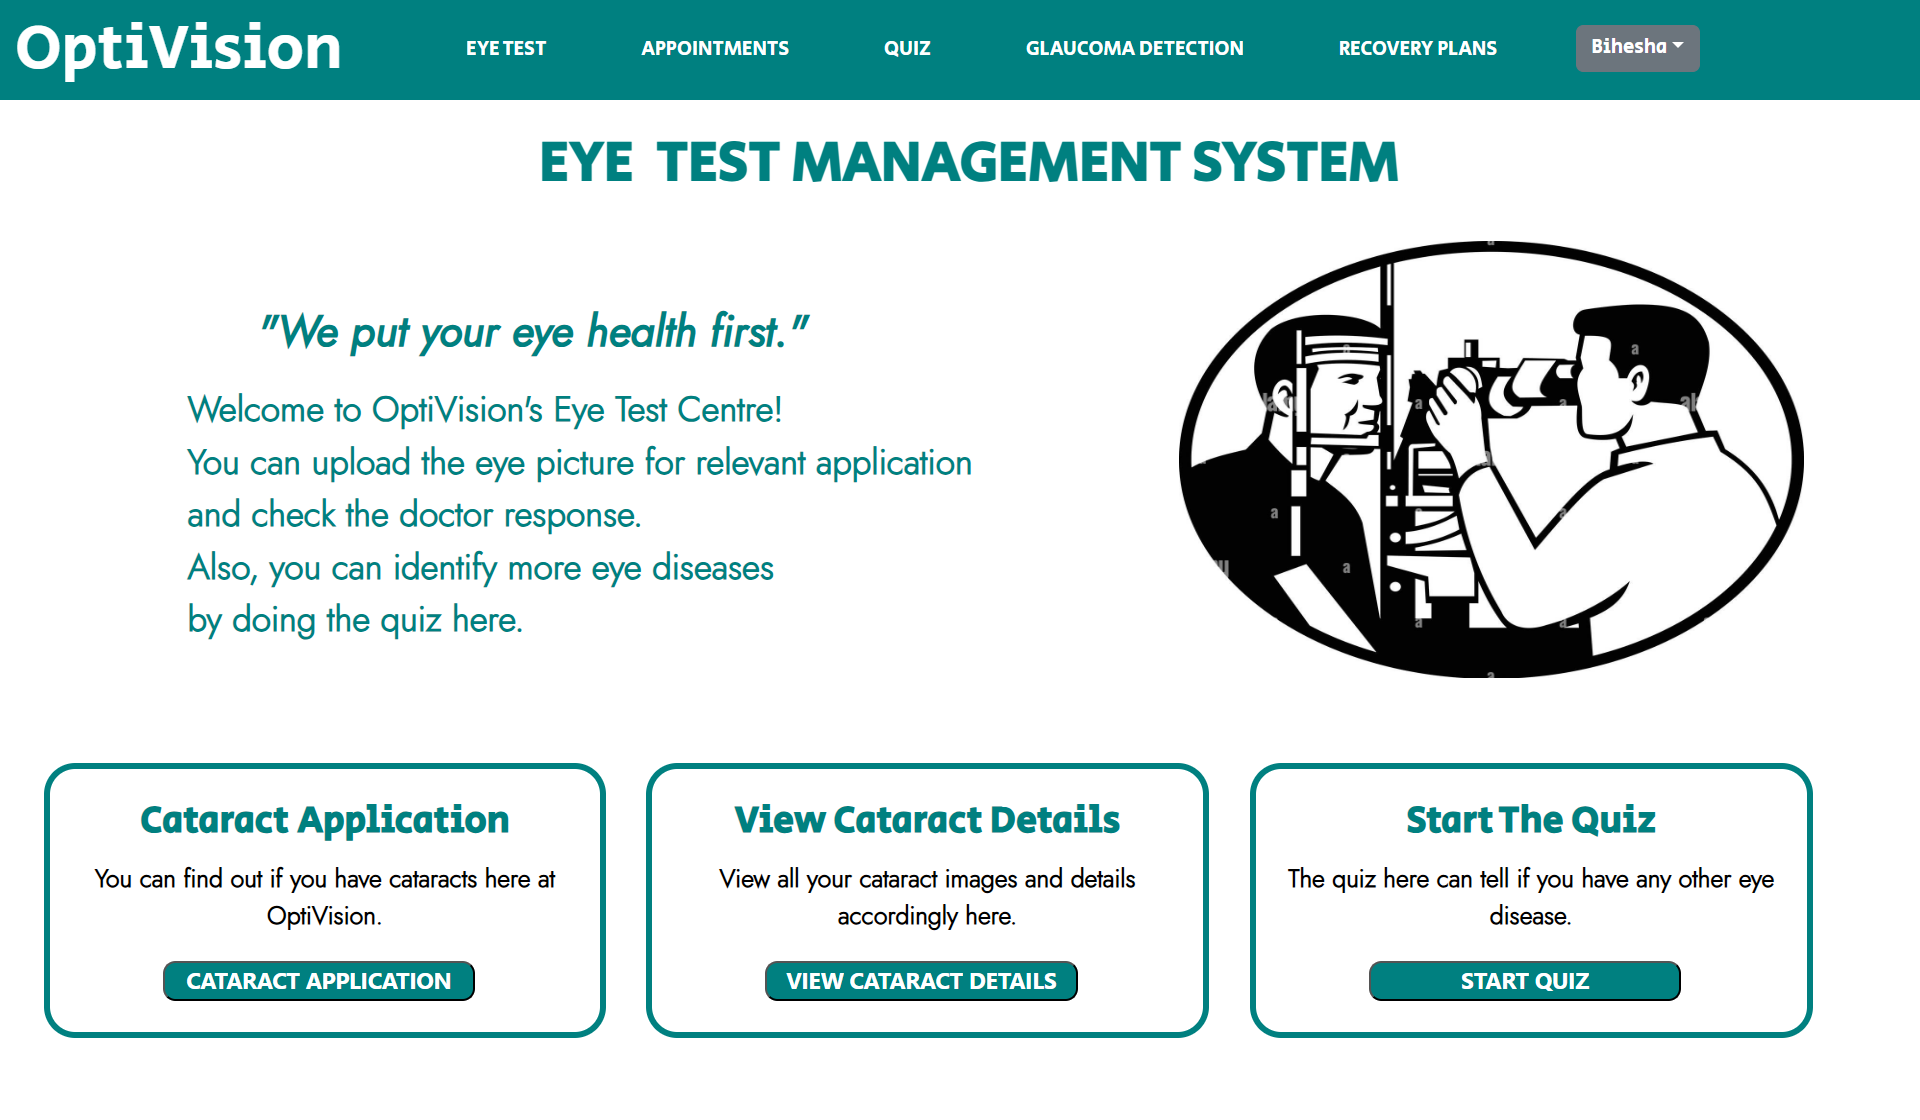 OptiVision
EYE TEST
APPOINTMENTS
QUIZ
GLAUCOMA DETECTION
RECOVERY PLANS
Bihesha
EYE TEST MANAGEMENT SYSTEM
"We put your eye health first."
Welcome to OptiVision's Eye Test Centre!
You can upload the eye picture for relevant application
and check the doctor response.
Also, you can identify more eye diseases
by doing the quiz here.
Cataract Application
You can find out if you have cataracts here at
OptiVision.
CATARACT APPLICATION
View Cataract Details
View all your cataract images and details
accordingly here.
VIEW CATARACT DETAILS
Start The Quiz
The quiz here can tell if you have any other eye
disease.
START QUIZ